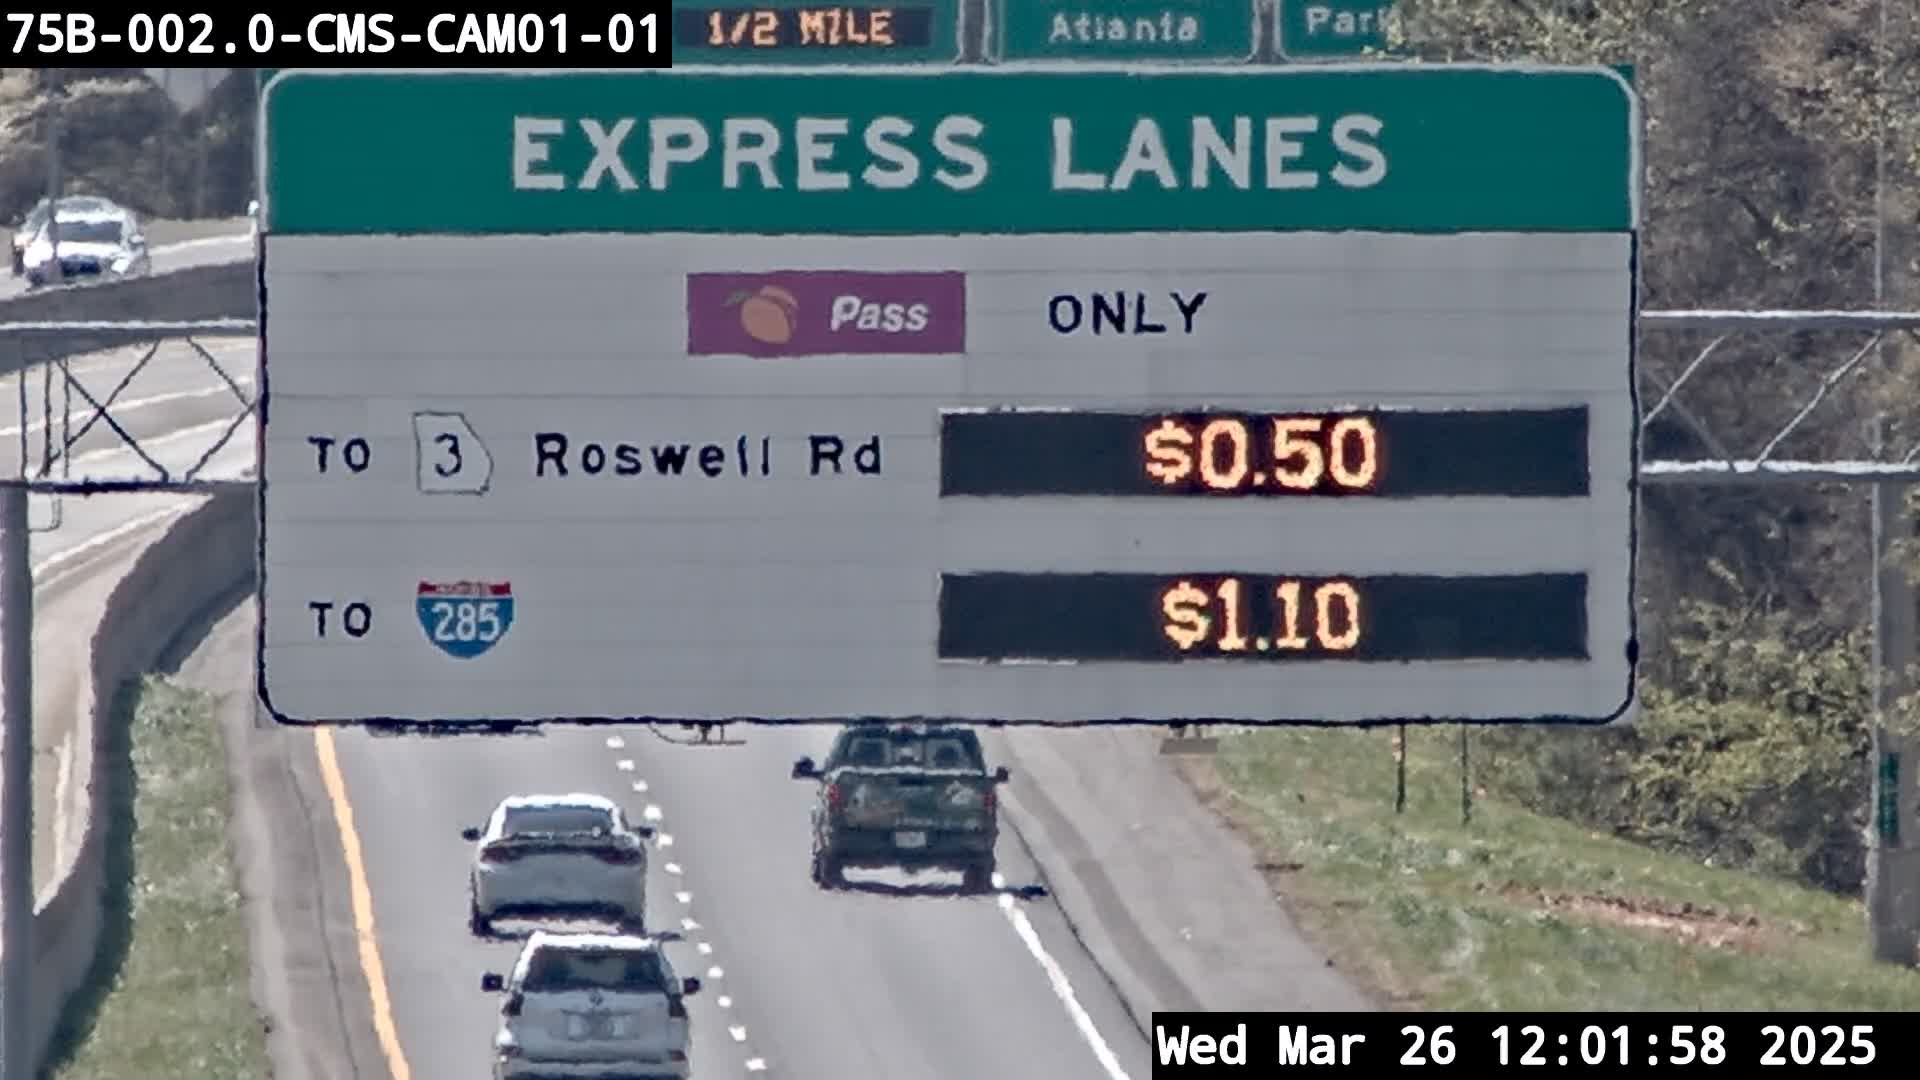 75B-002.0-CMS-CAM01-01
1/2 MILE
Atlanta
Park
EXPRESS LANES
Pass ONLY
TO 3 Roswell Rd $0.50
TO 285 $1.10
Wed Mar 26 12:01:58 2025